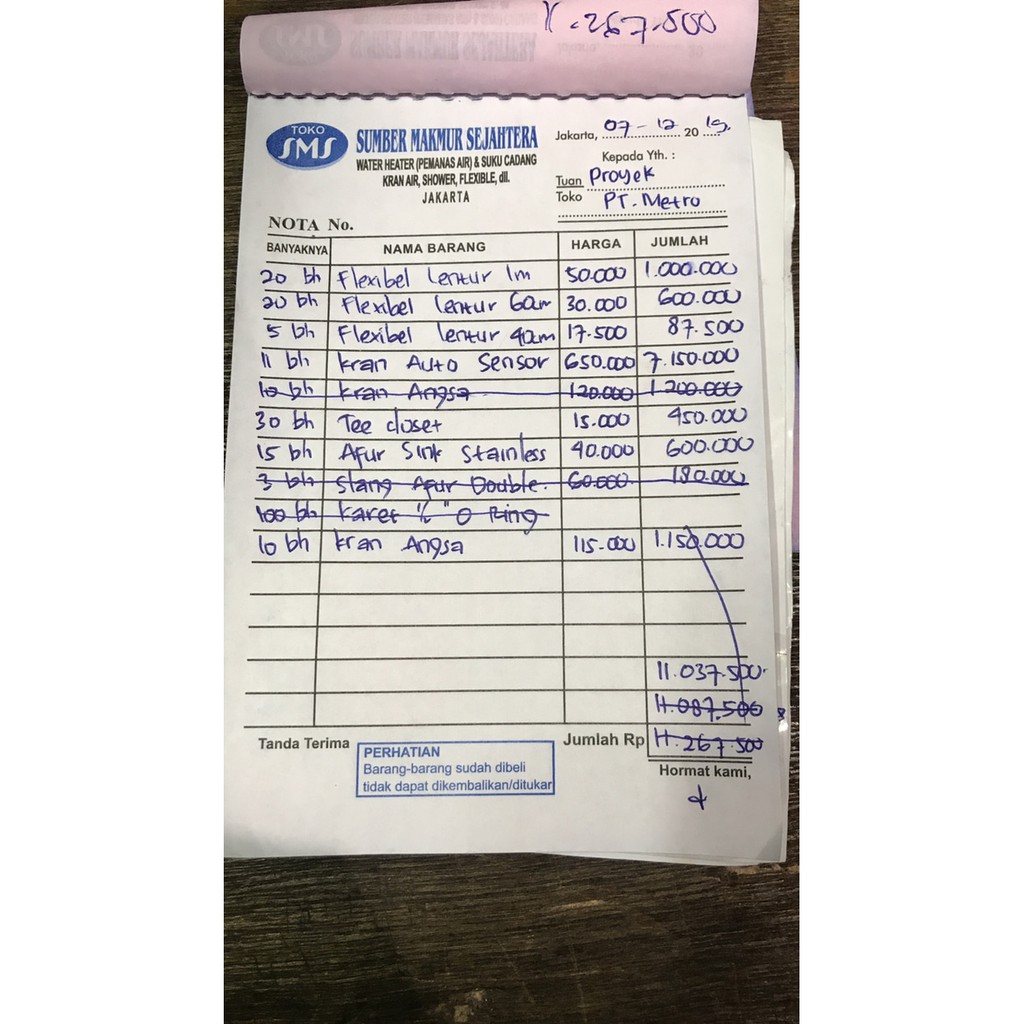 11.267.500
TOKO
SMS
SUMBER MAKMUR SEJAHTERA
WATER HEATER (PEMANAS AIR) & SUKU CADANG
KRAN AIR, SHOWER, FLEXIBLE, dll.
JAKARTA
Jakarta, 07-12 2019
Kepada Yth. :
Tuan Proyek
Toko PT. Metro
NOTA No.
BANYAKNYA NAMA BARANG HARGA JUMLAH
20 bh Flexibel Lentur 1m 50.000 1.000.000
20 bh Flexibel Lentur 60cm 30.000 600.000
5 bh Flexibel Lentur 40cm 17.500 87.500
11 bh Kran Auto Sensor 650.000 7.150.000
10 bh Kran Angsa 120.000 1.200.000
30 bh Tee closet 15.000 450.000
15 bh Afur Sink Stainless 40.000 600.000
3 bh Slang Afur Double. 60.000 180.000
100 bh Karet O Ring
10 bh Kran Angsa 115.000 1.150.000
11.037.500
11.087.500
Tanda Terima Jumlah Rp 11.267.500
PERHATIAN
Barang-barang sudah dibeli
tidak dapat dikembalikan/ditukar
Hormat kami,